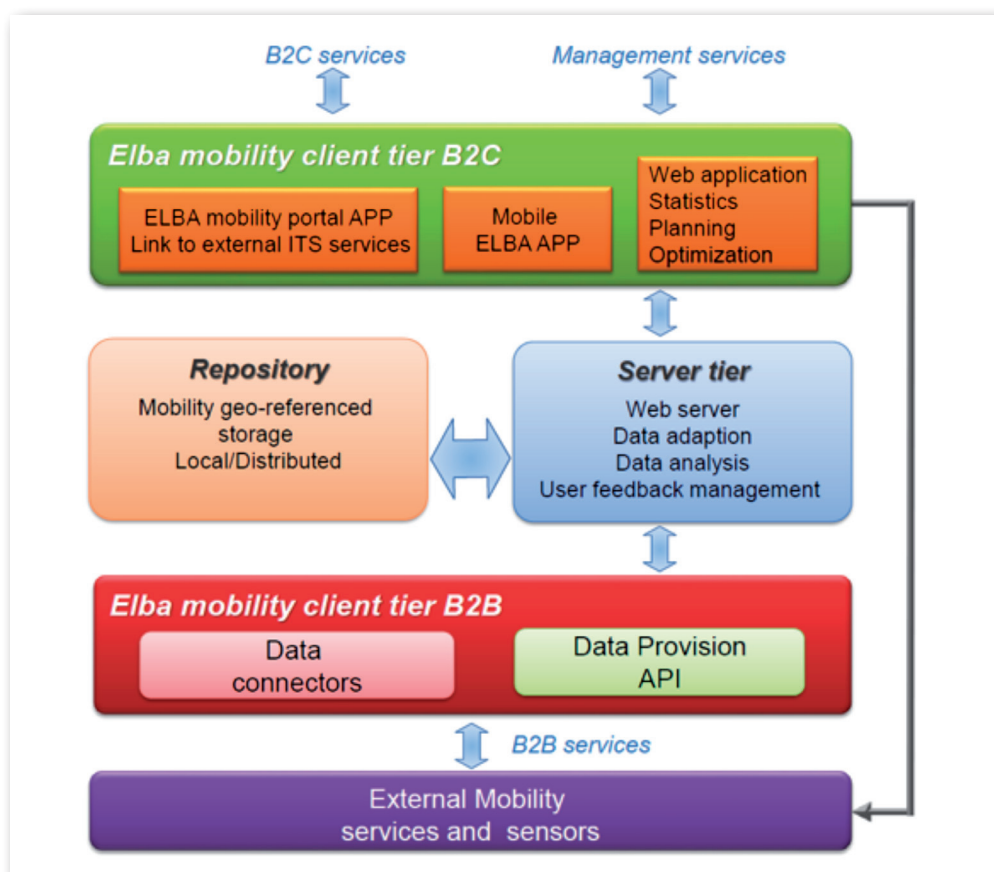 B2C services
Management services
Elba mobility client tier B2C
ELBA mobility portal APP
Link to external ITS services
Mobile
ELBA APP
Web application
Statistics
Planning
Optimization
Repository
Mobility geo-referenced
storage
Local/Distributed
Server tier
Web server
Data adaption
Data analysis
User feedback management
Elba mobility client tier B2B
Data
connectors
Data Provision
API
B2B services
External Mobility
services and sensors